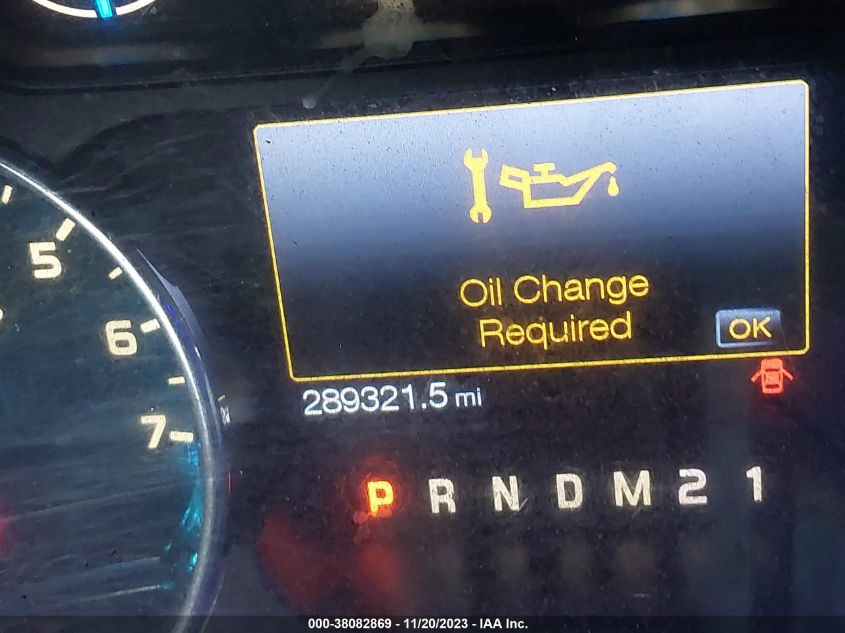 Oil Change
Required
OK
289321.5 mi
5
6
7
P R N D M 2 1
000-38082869 - 11/20/2023 - IAA Inc.